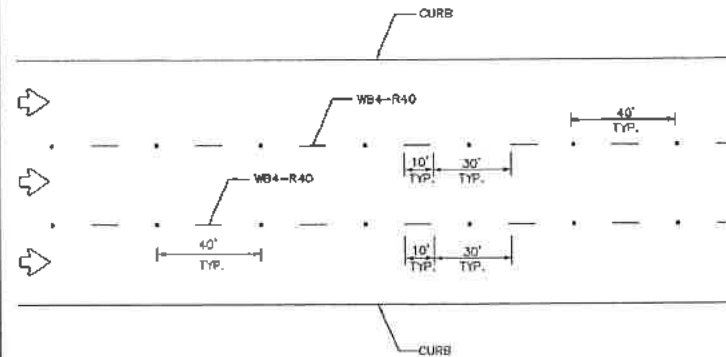 CURB
WB4-R40
40'
TYP.
10'
TYP.
30'
TYP.
WB4-R40
40'
TYP.
10'
TYP.
30'
TYP.
CURB